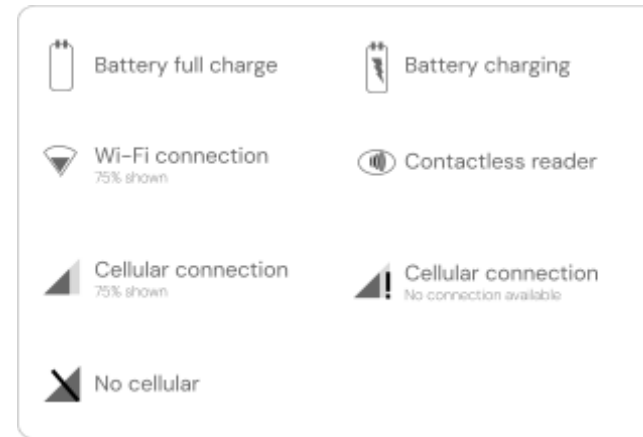 Battery full charge
Battery charging
Wi-Fi connection
75% shown
Contactless reader
Cellular connection
75% shown
Cellular connection
No connection available
No cellular